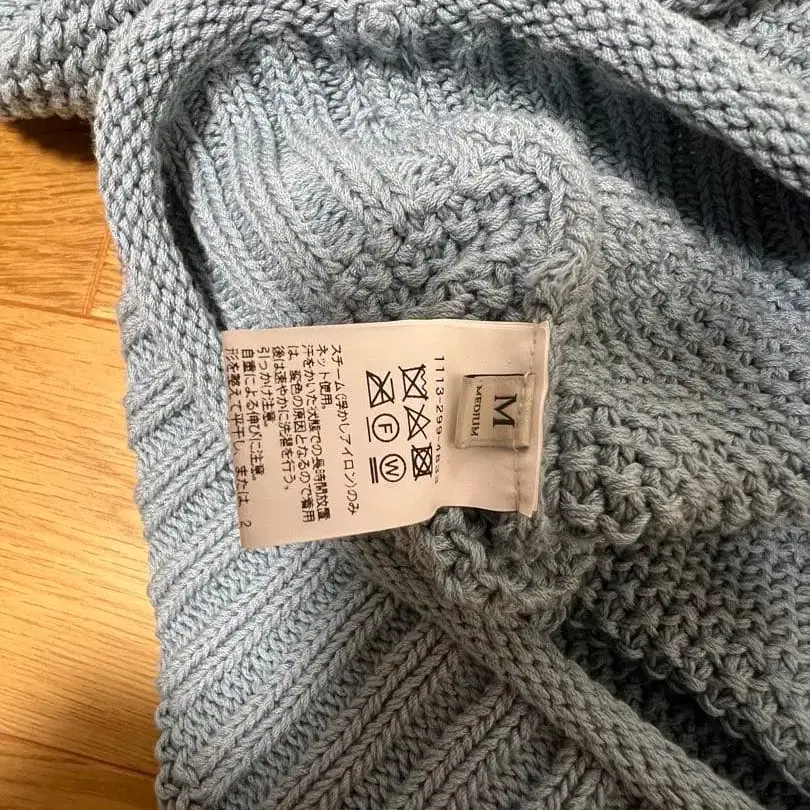 M
MEDIUM
1113-299-4833
F
W
スチーム(浮かしアイロン)のみ
ネット使用。
汗をかいた状態での長時間放置
は、変色の原因となるので着用
後は速やかに洗濯を行う。
引っかけ注意。
自重による伸びに注意。
形を整えて平干し、または
2